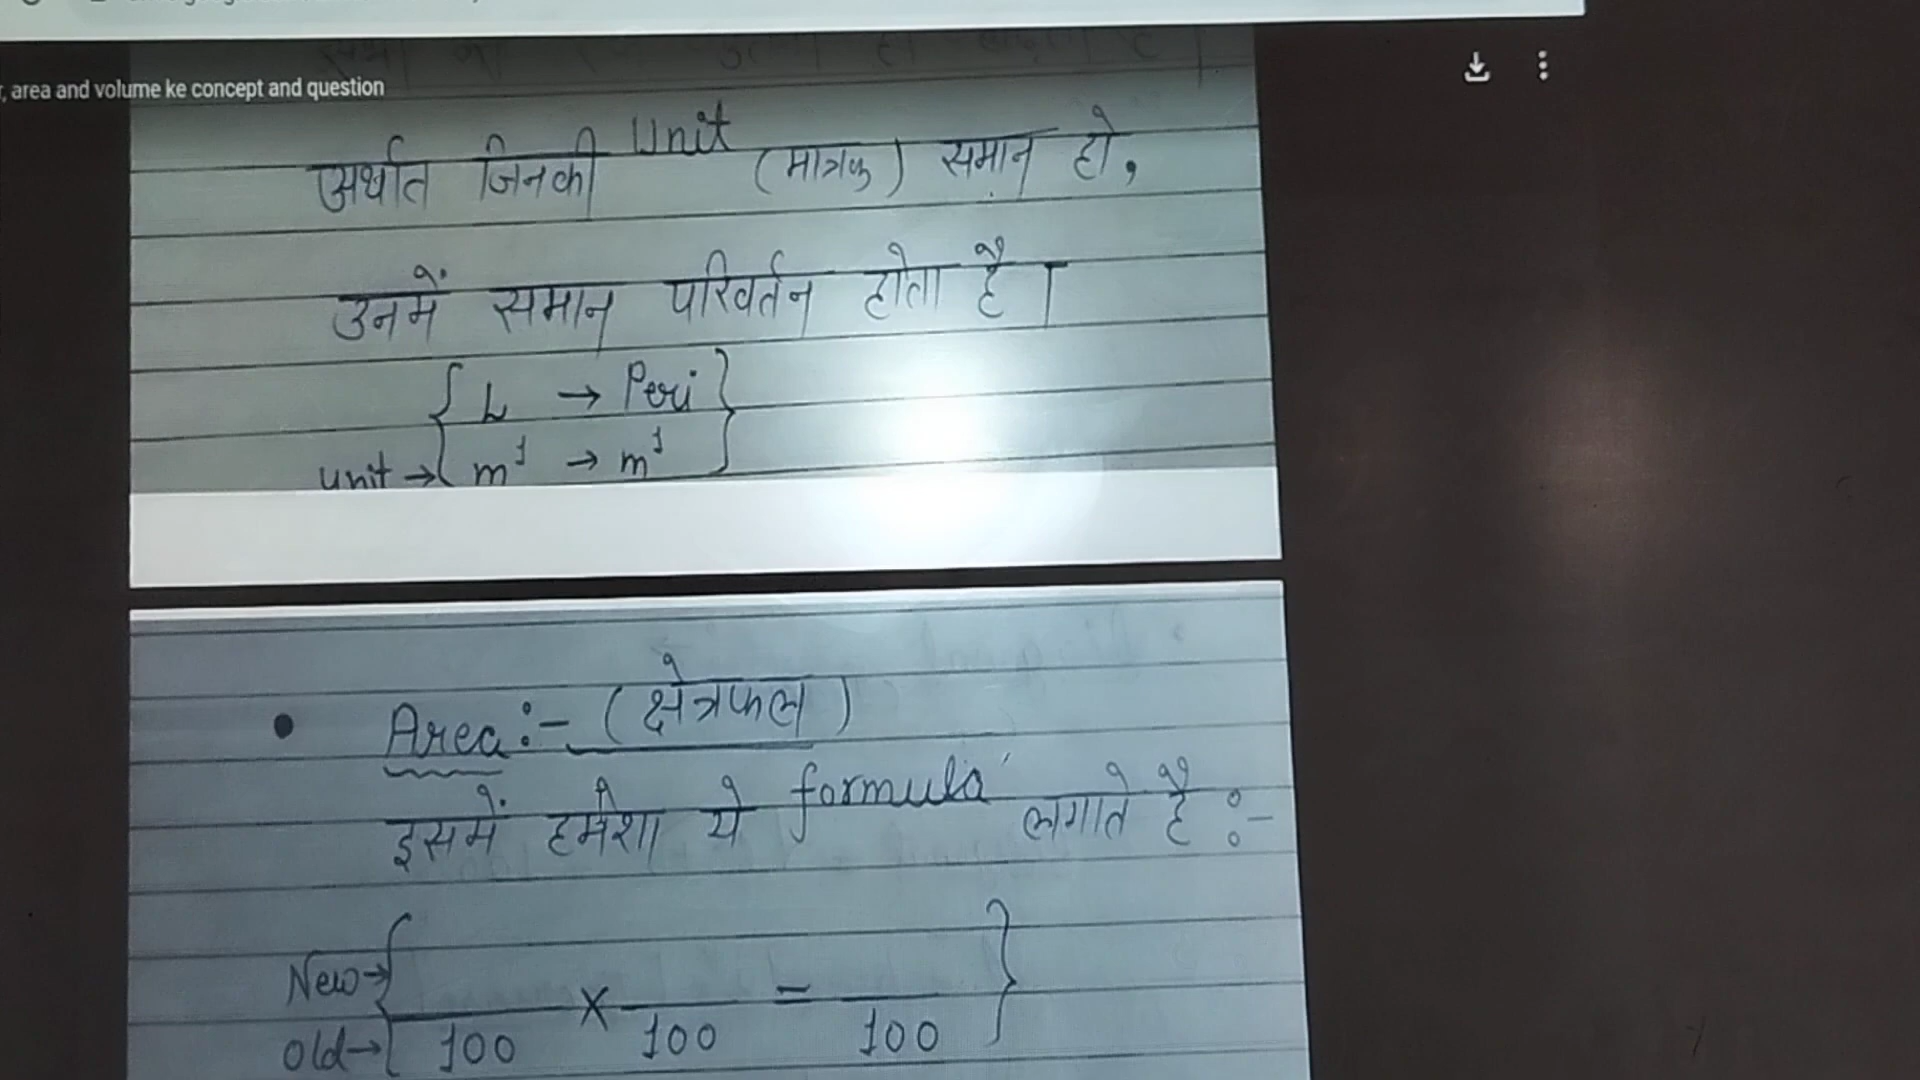 , area and volume ke concept and question
अर्थात जिनकी Unit (मात्रक) समान हो,
उनमें समान परिवर्तन होता है।
{ L → Peri }
unit → { m¹ → m¹ }
• Area :- (क्षेत्रफल)
इसमें हमेशा ये formula लगाते है :-
New → { × = }
Old → { 100 100 100 }